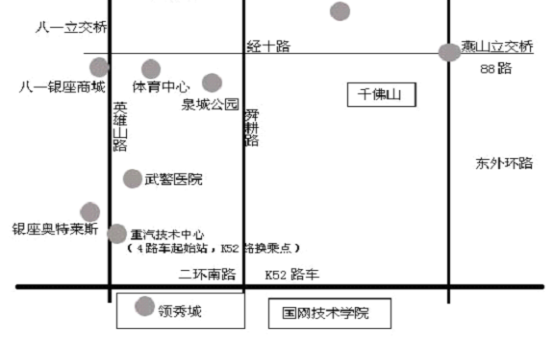 八一立交桥
经十路
燕山立交桥
88路
八一银座商城
体育中心
泉城公园
千佛山
英雄山路
舜耕路
东外环路
武警医院
银座奥特莱斯
重汽技术中心
(4路车起始站,K52路换乘点)
二环南路
K52路车
领秀城
国网技术学院